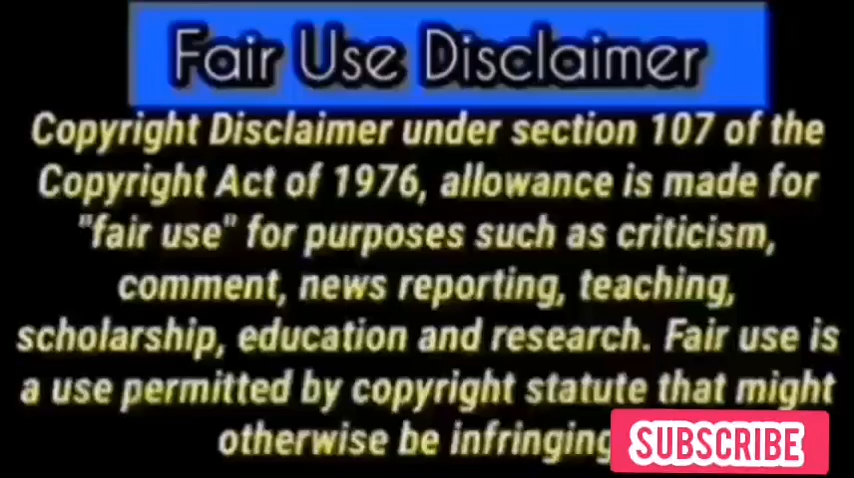 Fair Use Disclaimer
Copyright Disclaimer under section 107 of the
Copyright Act of 1976, allowance is made for
"fair use" for purposes such as criticism,
comment, news reporting, teaching,
scholarship, education and research. Fair use is
a use permitted by copyright statute that might
otherwise be infringing
SUBSCRIBE